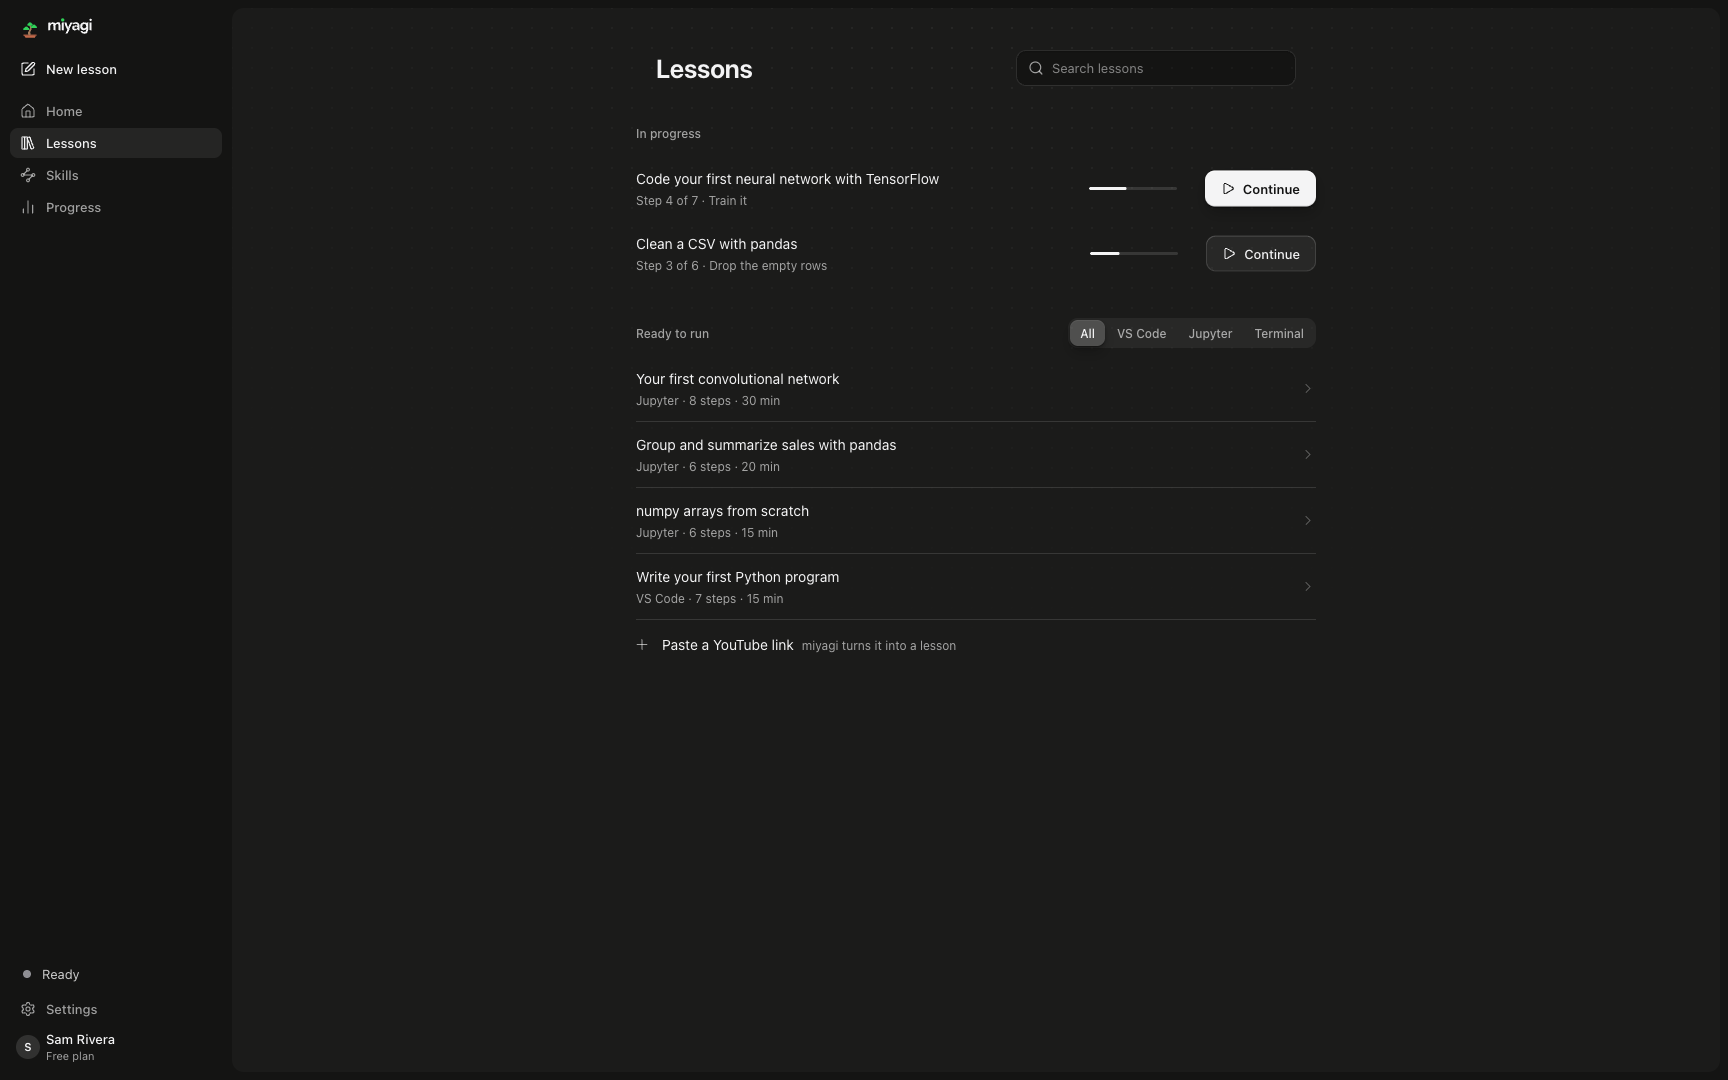 miyagi
New lesson
Home
Lessons
Skills
Progress
Ready
Settings
S
Sam Rivera
Free plan
Lessons
Search lessons
In progress
Code your first neural network with TensorFlow
Step 4 of 7 · Train it
Continue
Clean a CSV with pandas
Step 3 of 6 · Drop the empty rows
Continue
Ready to run
All VS Code Jupyter Terminal
Your first convolutional network
Jupyter · 8 steps · 30 min
Group and summarize sales with pandas
Jupyter · 6 steps · 20 min
numpy arrays from scratch
Jupyter · 6 steps · 15 min
Write your first Python program
VS Code · 7 steps · 15 min
Paste a YouTube link miyagi turns it into a lesson